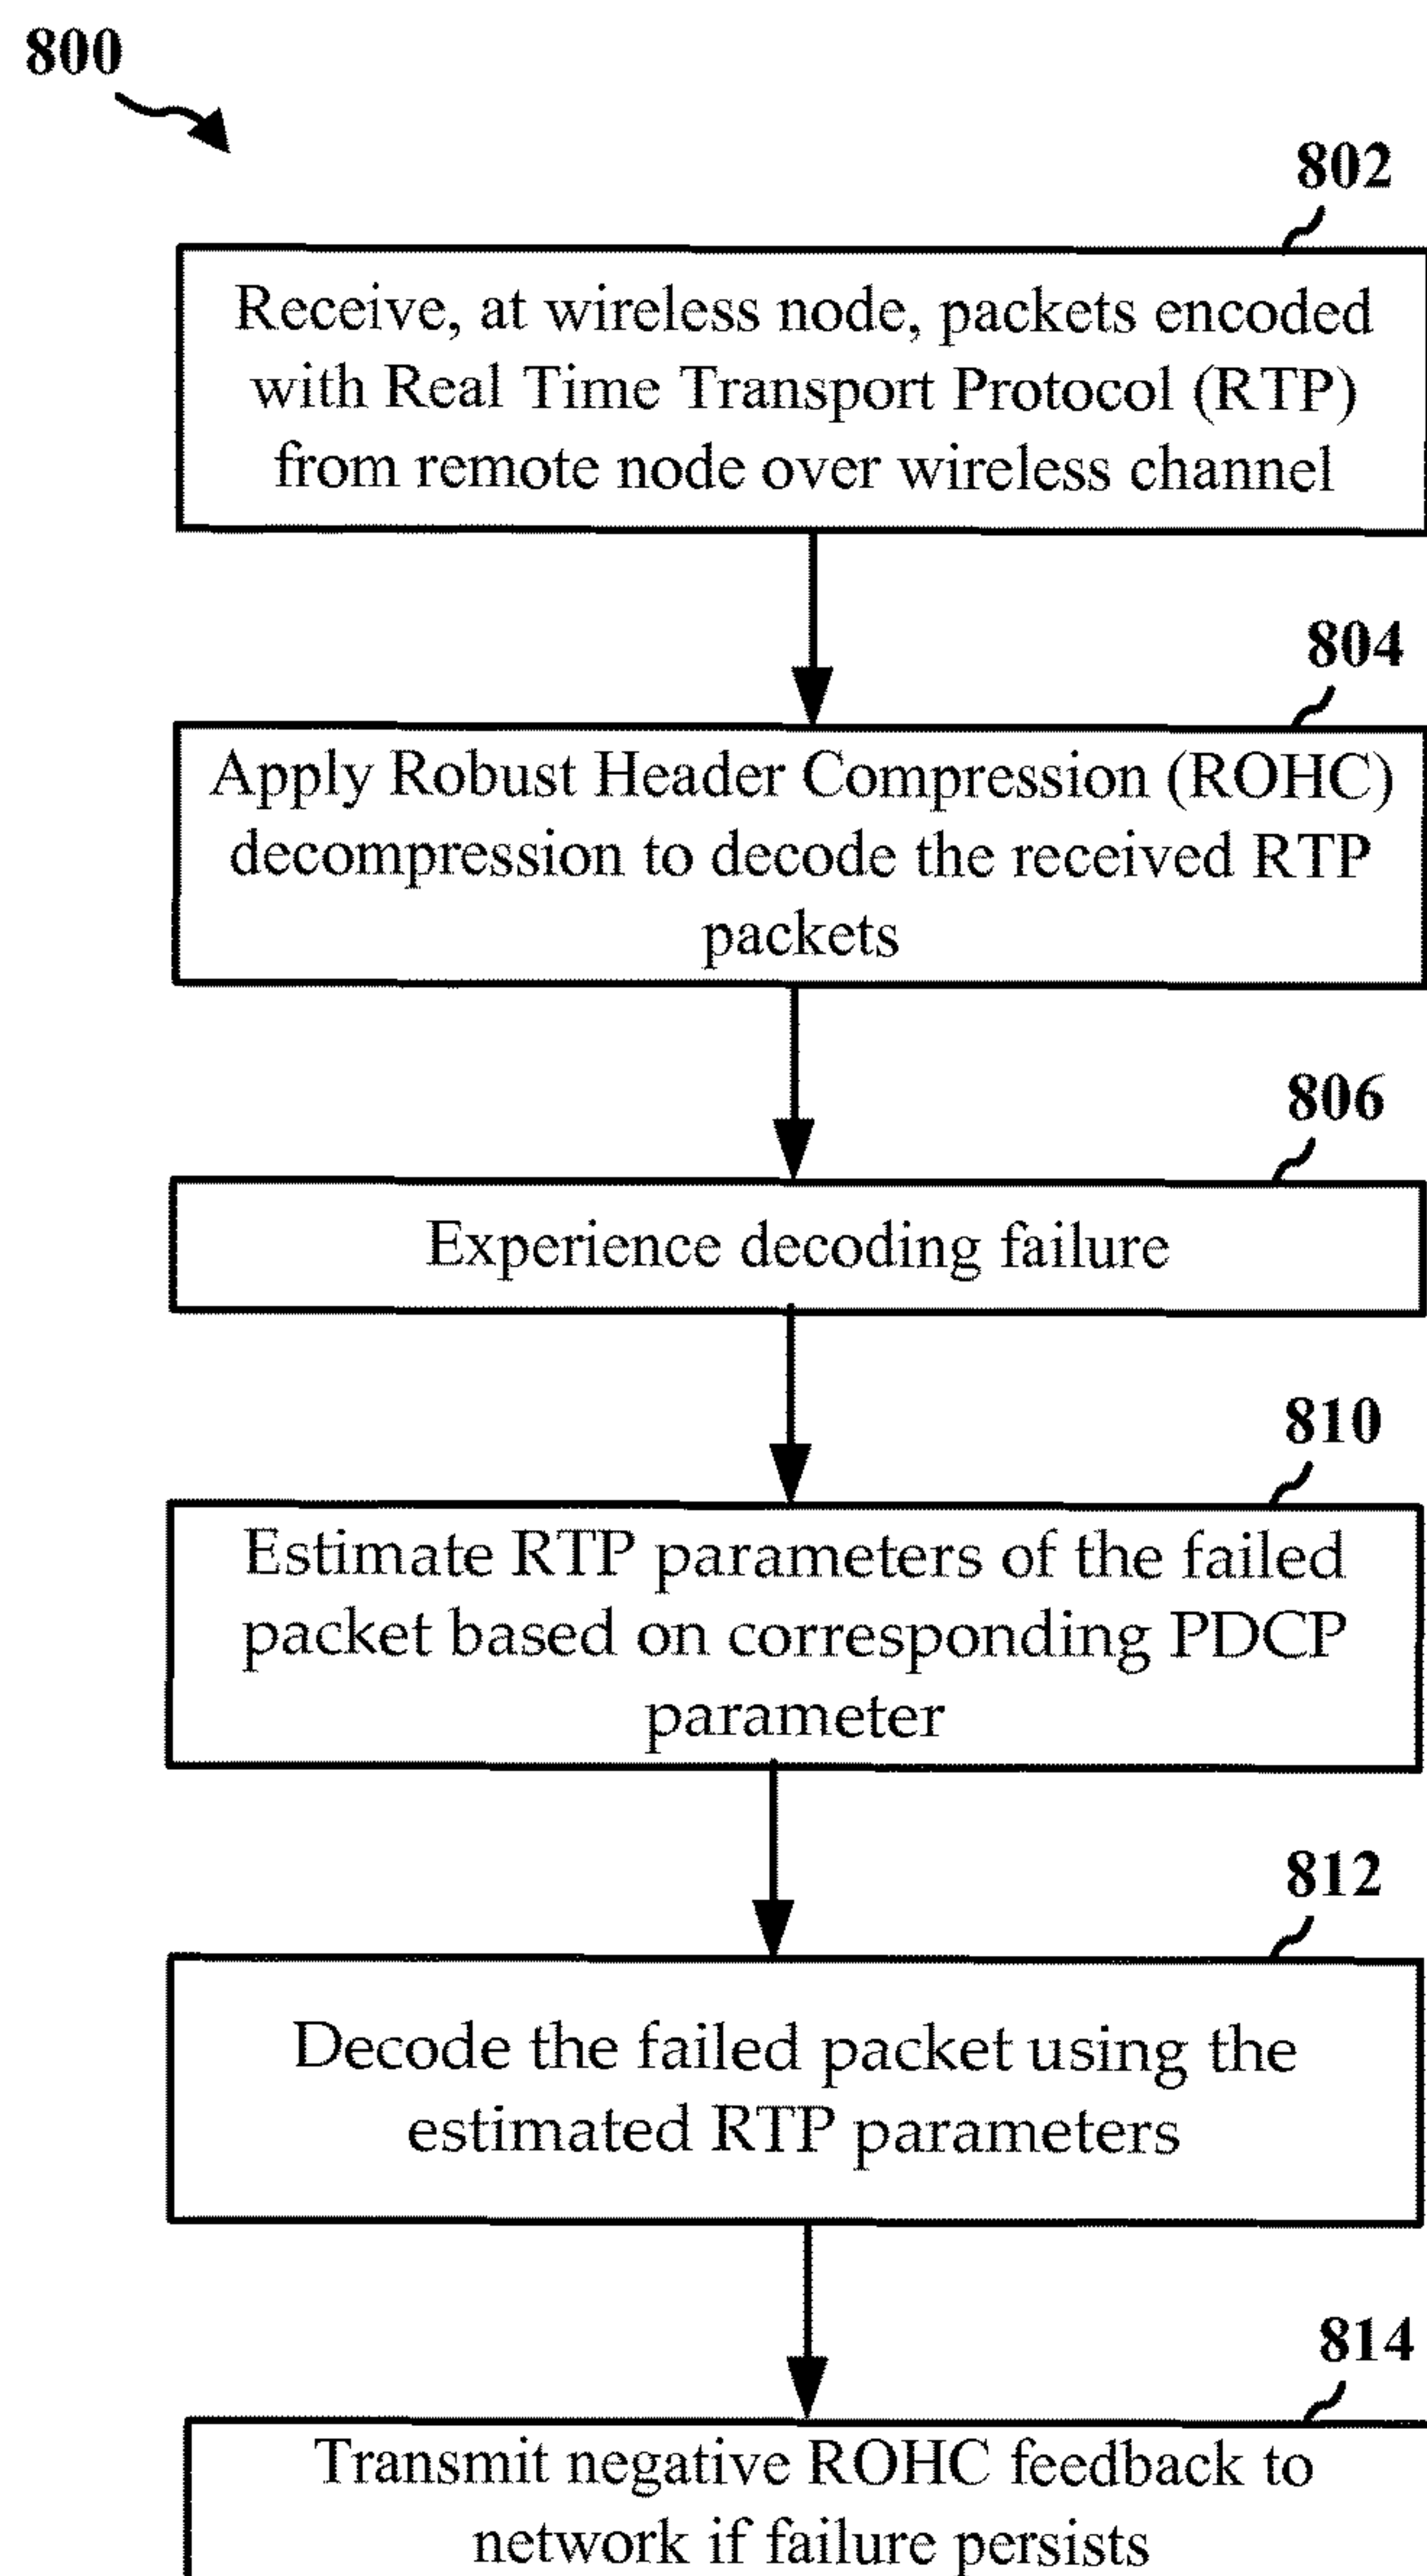 800
802
Receive, at wireless node, packets encoded
with Real Time Transport Protocol (RTP)
from remote node over wireless channel
804
Apply Robust Header Compression (ROHC)
decompression to decode the received RTP
packets
806
Experience decoding failure
810
Estimate RTP parameters of the failed
packet based on corresponding PDCP
parameter
812
Decode the failed packet using the
estimated RTP parameters
814
Transmit negative ROHC feedback to
network if failure persists